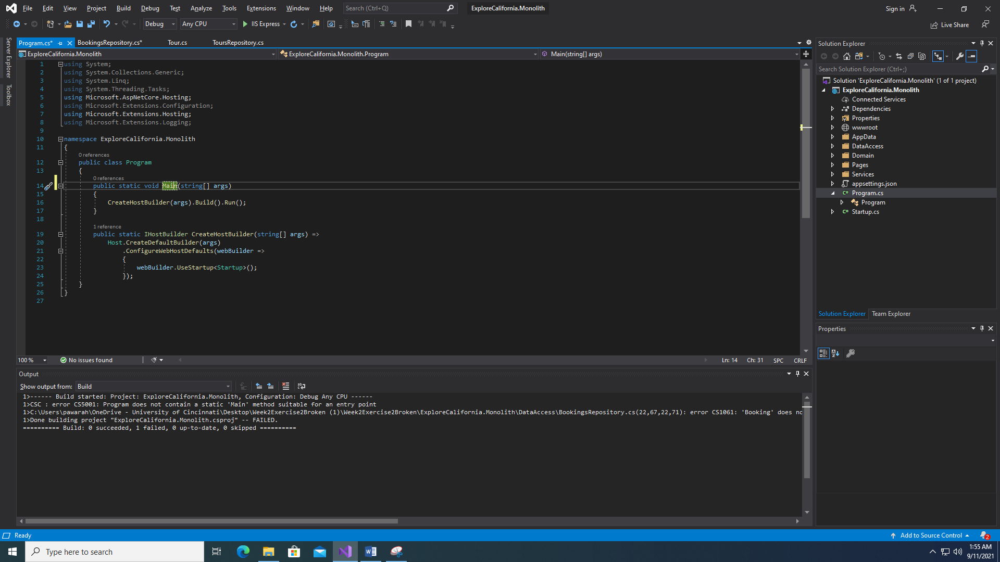 File Edit View Project Build Debug Test Analyze Tools Extensions Window Help Search (Ctrl+Q) ExploreCalifornia.Monolith Sign in
Debug Any CPU IIS Express Live Share
Server Explorer
Toolbox
Program.cs* BookingsRepository.cs* Tour.cs ToursRepository.cs
ExploreCalifornia.Monolith ExploreCalifornia.Monolith.Program Main(string[] args)
1 using System;
2 using System.Collections.Generic;
3 using System.Linq;
4 using System.Threading.Tasks;
5 using Microsoft.AspNetCore.Hosting;
6 using Microsoft.Extensions.Configuration;
7 using Microsoft.Extensions.Hosting;
8 using Microsoft.Extensions.Logging;
9
10 namespace ExploreCalifornia.Monolith
11 {
0 references
12 public class Program
13 {
0 references
14 public static void Main(string[] args)
15 {
16 CreateHostBuilder(args).Build().Run();
17 }
18
1 reference
19 public static IHostBuilder CreateHostBuilder(string[] args) =>
20 Host.CreateDefaultBuilder(args)
21 .ConfigureWebHostDefaults(webBuilder =>
22 {
23 webBuilder.UseStartup<Startup>();
24 });
25 }
26 }
27
100 % No issues found Ln: 14 Ch: 31 SPC CRLF
Output
Show output from: Build
1>------ Build started: Project: ExploreCalifornia.Monolith, Configuration: Debug Any CPU ------
1>CSC : error CS5001: Program does not contain a static 'Main' method suitable for an entry point
1>C:\Users\pawarah\OneDrive - University of Cincinnati\Desktop\Week2Exercise2Broken (1)\Week2Exercise2Broken\ExploreCalifornia.Monolith\DataAccess\BookingsRepository.cs(22,67,22,71): error CS1061: 'Booking' does no
1>Done building project "ExploreCalifornia.Monolith.csproj" -- FAILED.
========== Build: 0 succeeded, 1 failed, 0 up-to-date, 0 skipped ==========
Solution Explorer
Search Solution Explorer (Ctrl+;)
Solution 'ExploreCalifornia.Monolith' (1 of 1 project)
ExploreCalifornia.Monolith
Connected Services
Dependencies
Properties
wwwroot
AppData
DataAccess
Domain
Pages
Services
appsettings.json
C# Program.cs
Program
C# Startup.cs
Solution Explorer Team Explorer
Properties
Ready Add to Source Control 2
Type here to search
1:55 AM
9/11/2021